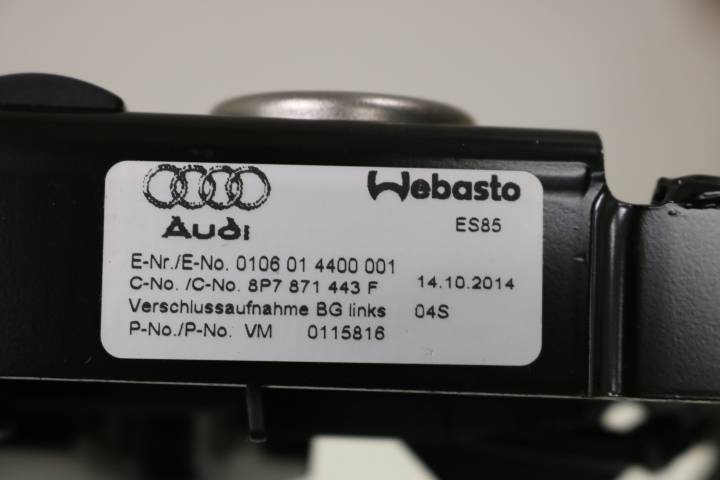 Audi
Webasto
ES85
E-Nr./E-No. 0106 01 4400 001
C-No. /C-No. 8P7 871 443 F 14.10.2014
Verschlussaufnahme BG links 04S
P-No./P-No. VM 0115816